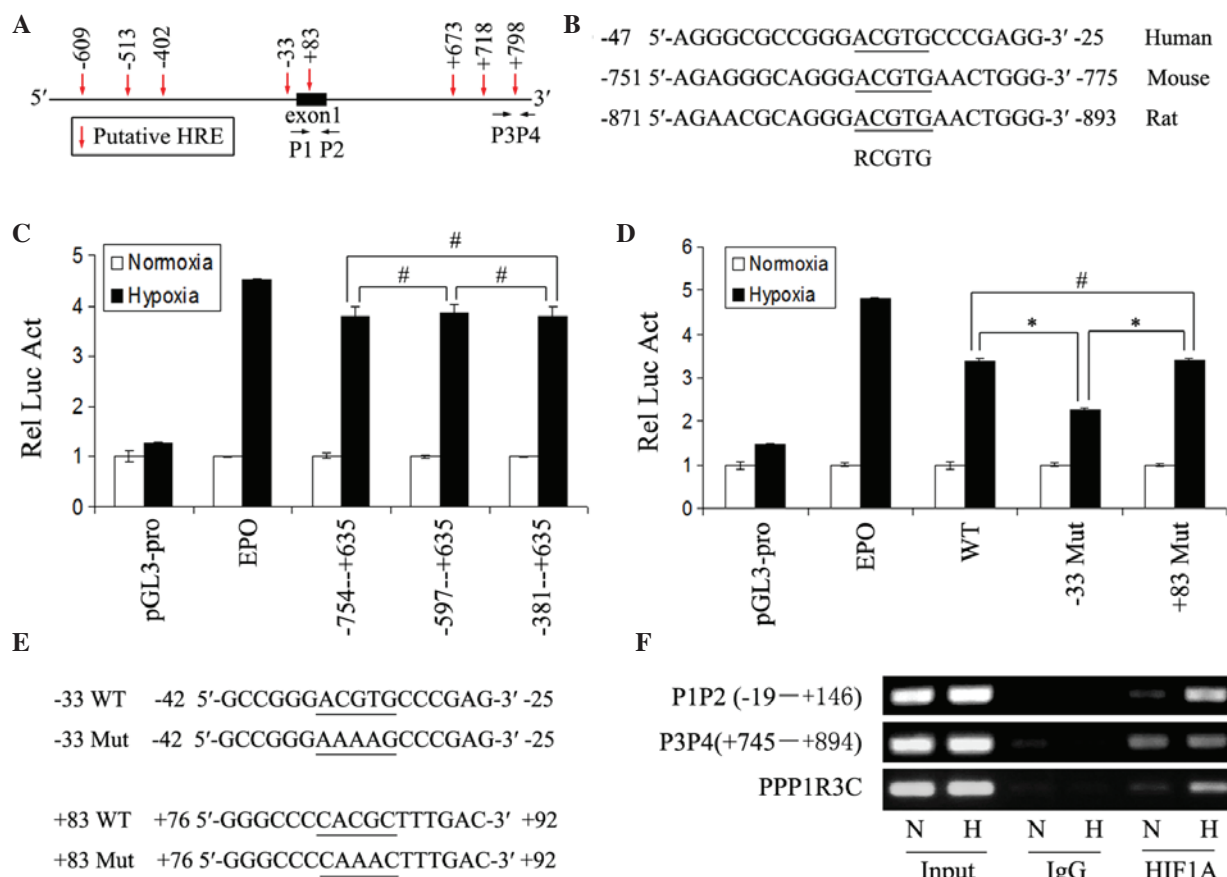 A
-609
-513
-402
-33
+83
+673
+718
+798
5′
3′
exon1
P1 P2
P3P4
Putative HRE
B
-47 5′-AGGGCGCCGGGACGTGCCCGAGG-3′ -25 Human
-751 5′-AGAGGGCAGGGACGTGAACTGGG-3′ -775 Mouse
-871 5′-AGAACGCAGGGACGTGAACTGGG-3′ -893 Rat
RCGTG
C
Rel Luc Act
5
4
3
2
1
0
Normoxia
Hypoxia
#
#
#
pGL3-pro
EPO
-754--+635
-597--+635
-381--+635
D
Rel Luc Act
6
5
4
3
2
1
0
Normoxia
Hypoxia
#
*
*
pGL3-pro
EPO
WT
-33 Mut
+83 Mut
E
-33 WT -42 5′-GCCGGGACGTGCCCGAG-3′ -25
-33 Mut -42 5′-GCCGGGAAAAGCCCGAG-3′ -25
+83 WT +76 5′-GGGCCCCACGCTTTGAC-3′ +92
+83 Mut +76 5′-GGGCCCCAAACTTTGAC-3′ +92
F
P1P2 (-19—+146)
P3P4(+745—+894)
PPP1R3C
N H N H N H
Input IgG HIF1A